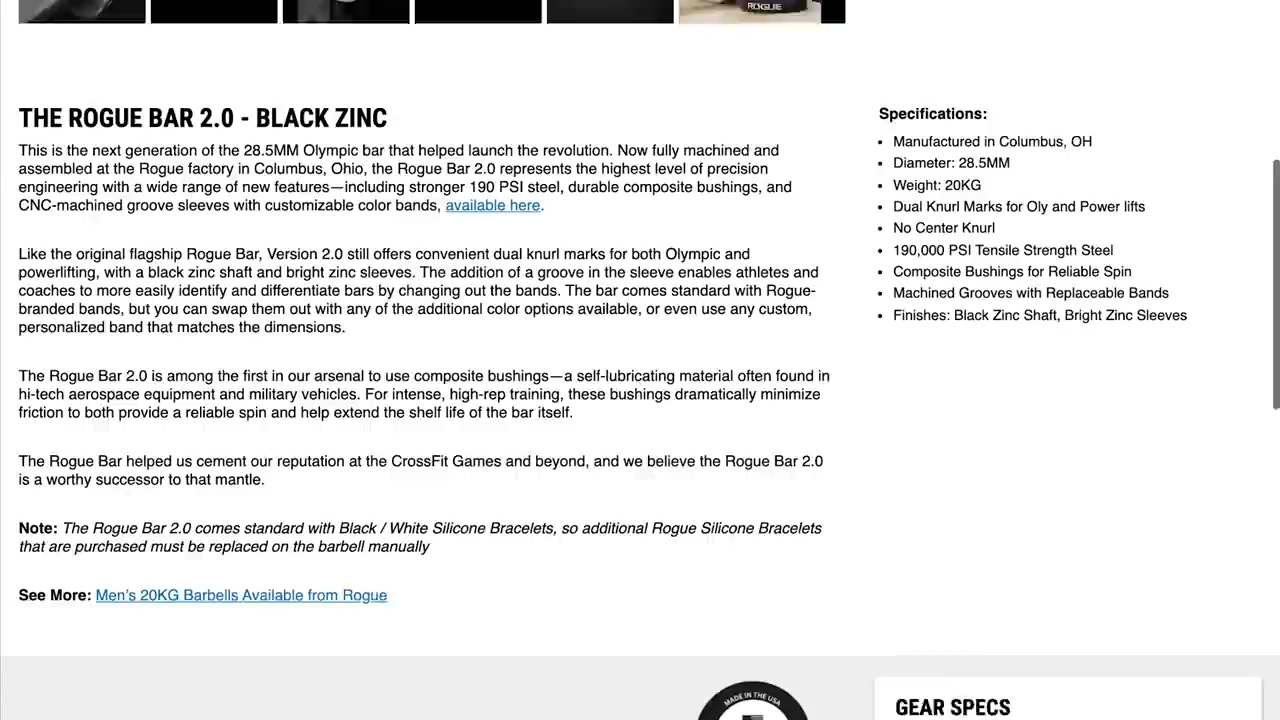 ROGUE
THE ROGUE BAR 2.0 - BLACK ZINC
This is the next generation of the 28.5MM Olympic bar that helped launch the revolution. Now fully machined and
assembled at the Rogue factory in Columbus, Ohio, the Rogue Bar 2.0 represents the highest level of precision
engineering with a wide range of new features—including stronger 190 PSI steel, durable composite bushings, and
CNC-machined groove sleeves with customizable color bands, available here.
Like the original flagship Rogue Bar, Version 2.0 still offers convenient dual knurl marks for both Olympic and
powerlifting, with a black zinc shaft and bright zinc sleeves. The addition of a groove in the sleeve enables athletes and
coaches to more easily identify and differentiate bars by changing out the bands. The bar comes standard with Rogue-
branded bands, but you can swap them out with any of the additional color options available, or even use any custom,
personalized band that matches the dimensions.
The Rogue Bar 2.0 is among the first in our arsenal to use composite bushings—a self-lubricating material often found in
hi-tech aerospace equipment and military vehicles. For intense, high-rep training, these bushings dramatically minimize
friction to both provide a reliable spin and help extend the shelf life of the bar itself.
The Rogue Bar helped us cement our reputation at the CrossFit Games and beyond, and we believe the Rogue Bar 2.0
is a worthy successor to that mantle.
Note: The Rogue Bar 2.0 comes standard with Black / White Silicone Bracelets, so additional Rogue Silicone Bracelets
that are purchased must be replaced on the barbell manually
See More: Men's 20KG Barbells Available from Rogue
Specifications:
• Manufactured in Columbus, OH
• Diameter: 28.5MM
• Weight: 20KG
• Dual Knurl Marks for Oly and Power lifts
• No Center Knurl
• 190,000 PSI Tensile Strength Steel
• Composite Bushings for Reliable Spin
• Machined Grooves with Replaceable Bands
• Finishes: Black Zinc Shaft, Bright Zinc Sleeves
MADE IN THE USA
GEAR SPECS